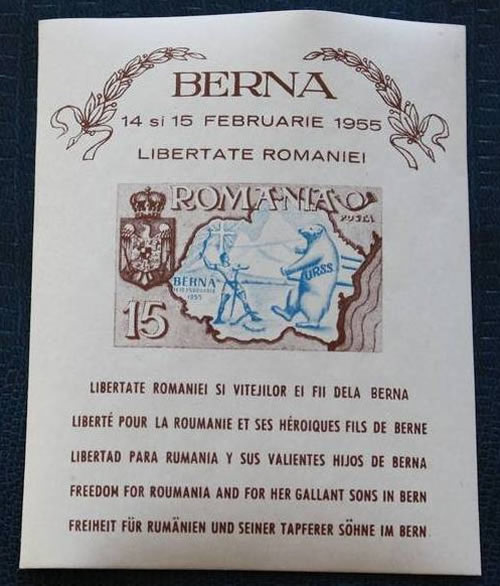 BERNA
14 si 15 FEBRUARIE 1955
LIBERTATE ROMANIEI
ROMANIA
POSTA
URSS
BERNA
1955
15
LIBERTATE ROMANIEI SI VITEJILOR EI FII DELA BERNA
LIBERTÉ POUR LA ROUMANIE ET SES HÉROIQUES FILS DE BERNE
LIBERTAD PARA RUMANIA Y SUS VALIENTES HIJOS DE BERNA
FREEDOM FOR ROUMANIA AND FOR HER GALLANT SONS IN BERN
FREIHEIT FÜR RUMÄNIEN UND SEINER TAPFERER SÖHNE IM BERN